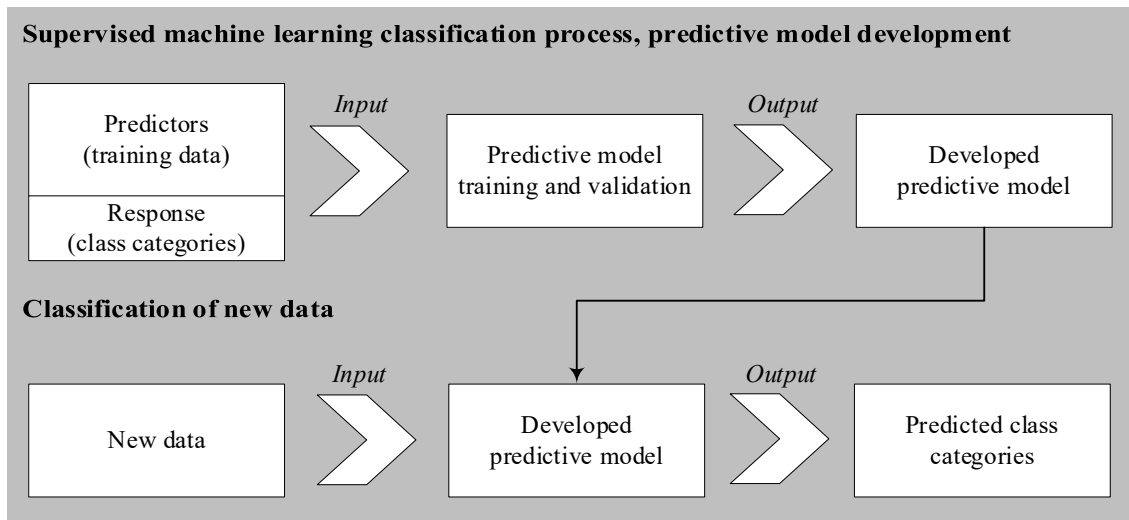 Supervised machine learning classification process, predictive model development
Input
Output
Predictors
(training data)
Response
(class categories)
Predictive model
training and validation
Developed
predictive model
Classification of new data
Input
Output
New data
Developed
predictive model
Predicted class
categories